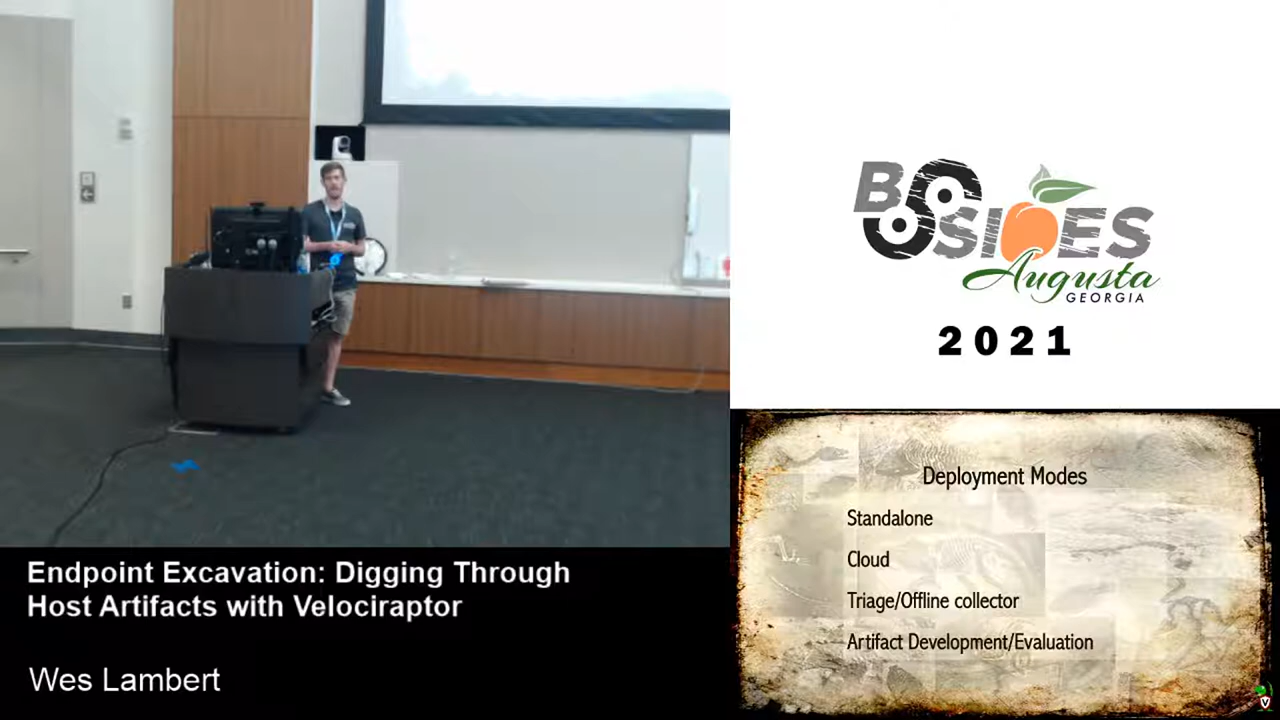 BSIDES
Augusta
GEORGIA
2021
Deployment Modes
Standalone
Cloud
Triage/Offline collector
Artifact Development/Evaluation
Endpoint Excavation: Digging Through
Host Artifacts with Velociraptor
Wes Lambert